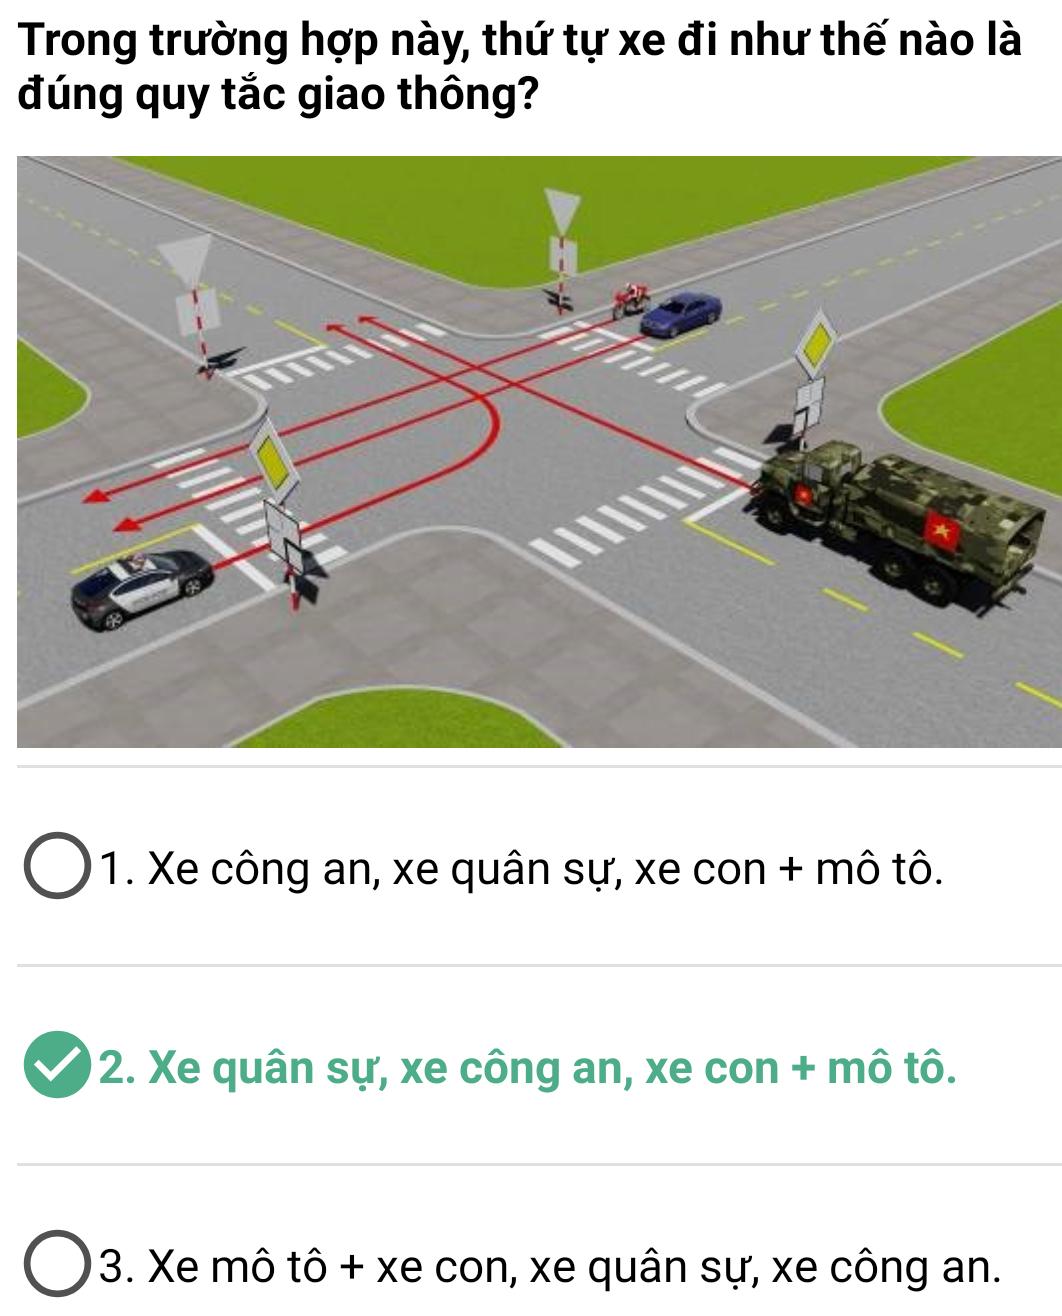 Trong trường hợp này, thứ tự xe đi như thế nào là
đúng quy tắc giao thông?
1. Xe công an, xe quân sự, xe con + mô tô.
2. Xe quân sự, xe công an, xe con + mô tô.
3. Xe mô tô + xe con, xe quân sự, xe công an.